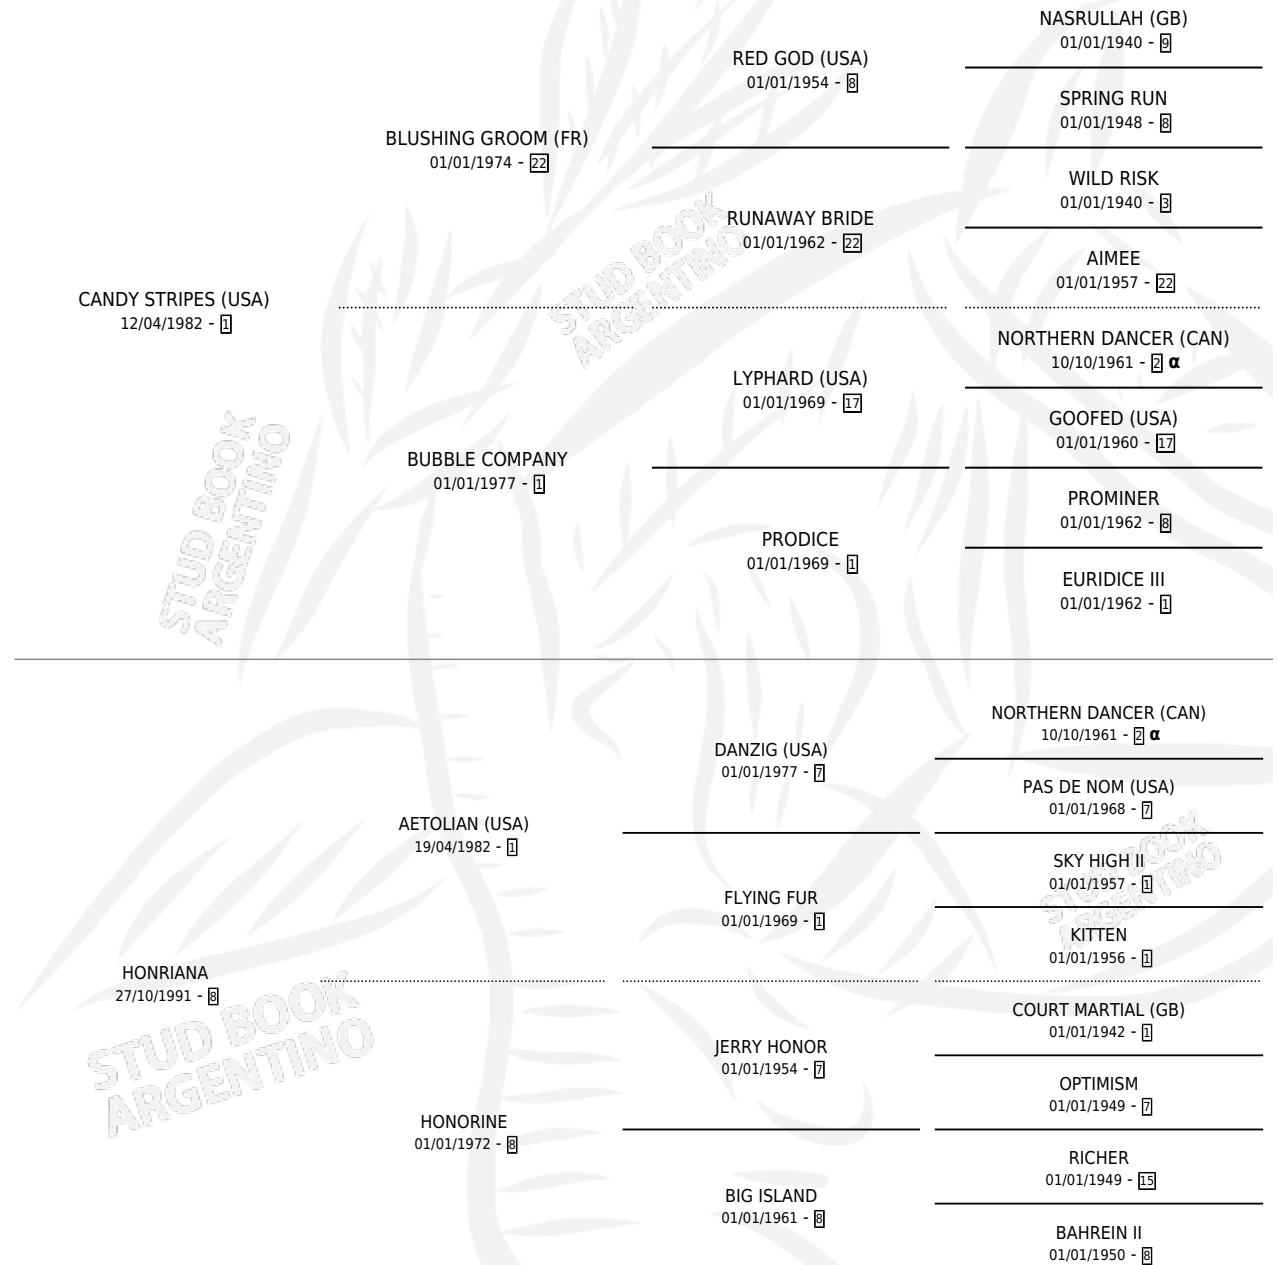 NASRULLAH (GB)
01/01/1940 - 9
RED GOD (USA)
01/01/1954 - 8
SPRING RUN
01/01/1948 - 8
BLUSHING GROOM (FR)
01/01/1974 - 22
WILD RISK
01/01/1940 - 3
RUNAWAY BRIDE
01/01/1962 - 22
AIMEE
01/01/1957 - 22
CANDY STRIPES (USA)
12/04/1982 - 1
NORTHERN DANCER (CAN)
10/10/1961 - 2 α
LYPHARD (USA)
01/01/1969 - 17
GOOFED (USA)
01/01/1960 - 17
BUBBLE COMPANY
01/01/1977 - 1
PROMINER
01/01/1962 - 8
PRODICE
01/01/1969 - 1
EURIDICE III
01/01/1962 - 1
NORTHERN DANCER (CAN)
10/10/1961 - 2 α
DANZIG (USA)
01/01/1977 - 7
PAS DE NOM (USA)
01/01/1968 - 7
AETOLIAN (USA)
19/04/1982 - 1
SKY HIGH II
01/01/1957 - 1
FLYING FUR
01/01/1969 - 1
KITTEN
01/01/1956 - 1
HONRIANA
27/10/1991 - 8
COURT MARTIAL (GB)
01/01/1942 - 1
JERRY HONOR
01/01/1954 - 7
OPTIMISM
01/01/1949 - 7
HONORINE
01/01/1972 - 8
RICHER
01/01/1949 - 15
BIG ISLAND
01/01/1961 - 8
BAHREIN II
01/01/1950 - 8
STUD BOOK
ARGENTINO
STUD BOOK
ARGENTINO
STUD BOOK
ARGENTINO
STUD BOOK
ARGENTINO